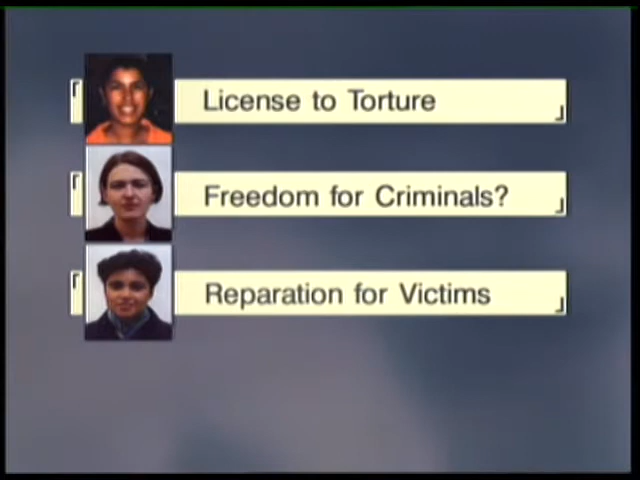 License to Torture
Freedom for Criminals?
Reparation for Victims